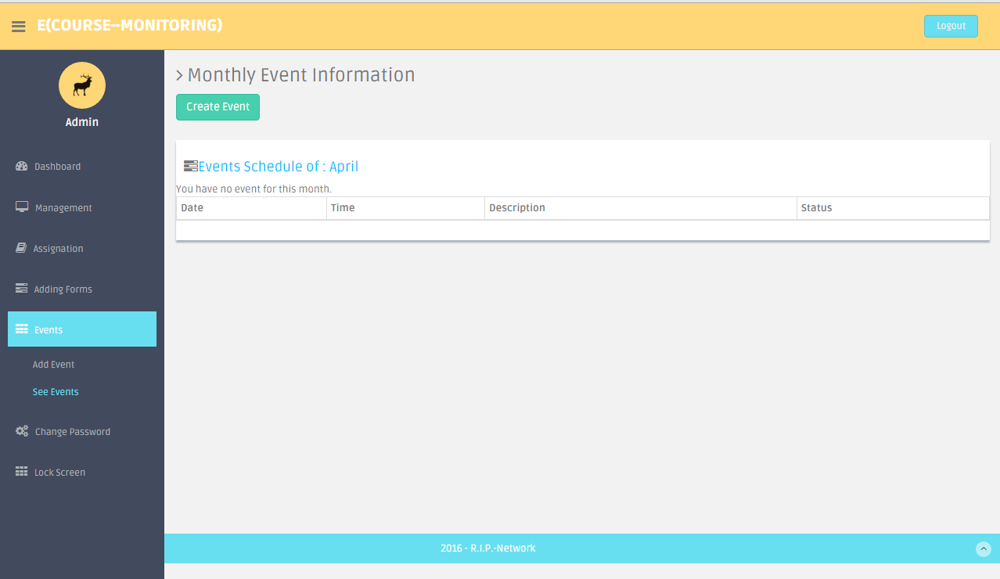 E(COURSE--MONITORING)
Logout
Admin
Dashboard
Management
Assignation
Adding Forms
Events
Add Event
See Events
Change Password
Lock Screen
Monthly Event Information
Create Event
Events Schedule of : April
You have no event for this month.
Date Time Description Status
2016 - R.I.P.-Network